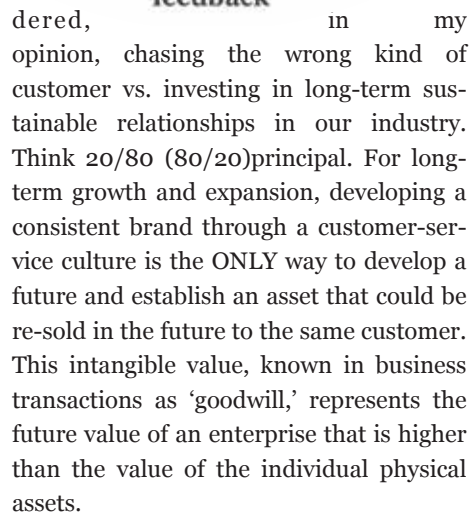 feedback
dered, in my
opinion, chasing the wrong kind of
customer vs. investing in long-term sus-
tainable relationships in our industry.
Think 20/80 (80/20)principal. For long-
term growth and expansion, developing a
consistent brand through a customer-ser-
vice culture is the ONLY way to develop a
future and establish an asset that could be
re-sold in the future to the same customer.
This intangible value, known in business
transactions as ‘goodwill,’ represents the
future value of an enterprise that is higher
than the value of the individual physical
assets.